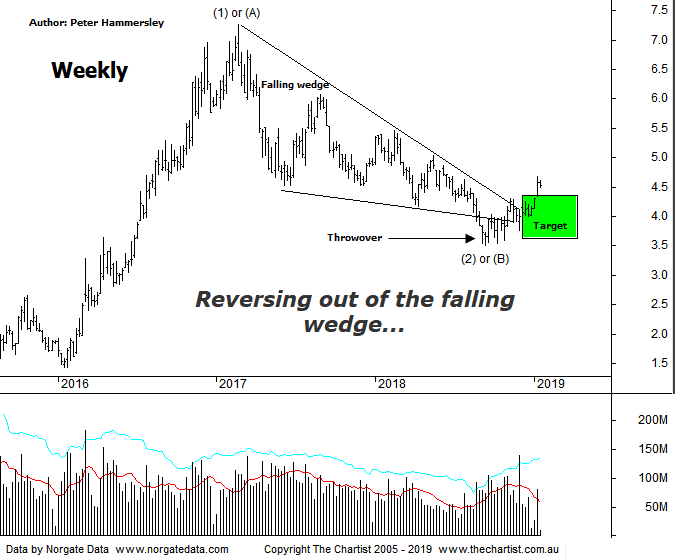 (1) or (A)
Author: Peter Hammersley
Weekly
Falling wedge
7.5
7.0
6.5
6.0
5.5
5.0
4.5
4.0
3.5
3.0
2.5
2.0
1.5
Target
Throwover
(2) or (B)
Reversing out of the falling
wedge...
2016 2017 2018 2019
200M
150M
100M
50M
Data by Norgate Data www.norgatedata.com Copyright The Chartist 2005 - 2019 www.thechartist.com.au